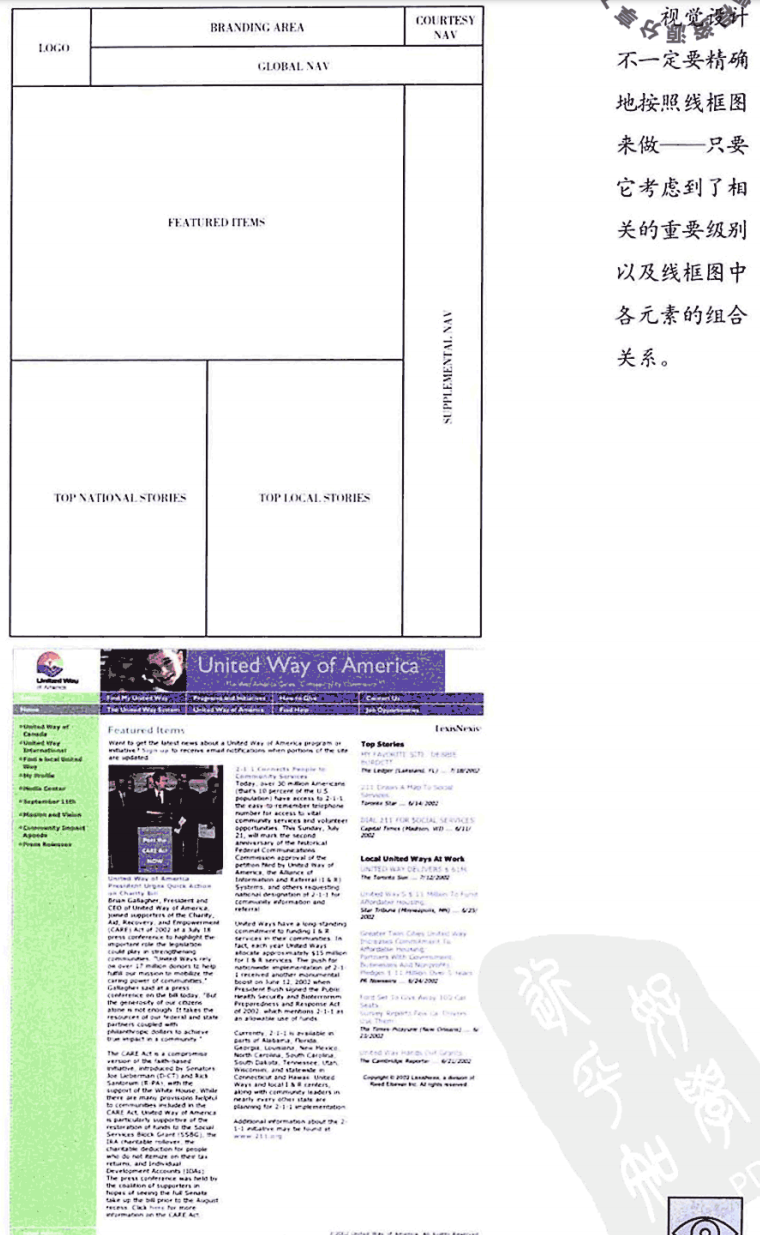 LOGO
BRANDING AREA
COURTESY
NAV
GLOBAL NAV
FEATURED ITEMS
SUPPLEMENTAL NAV
TOP NATIONAL STORIES
TOP LOCAL STORIES
视觉设计
不一定要精确
地按照线框图
来做——只要
它考虑到了相
关的重要级别
以及线框图中
各元素的组合
关系。
United Way
of America
United Way of America
Home
Find My United Way
Programs and Initiatives
How to Give
Contact Us
The United Way System
United Way of America
Find Help
Job Opportunities
United Way of
Canada
United Way
International
Find a local United
Way
My Profile
Media Center
September 11th
Mission and Vision
Community Impact
Agenda
Press Releases
Featured Items
Want to get the latest news about a United Way of America program or
initiative? Sign up to receive email notifications when portions of the site
are updated.
United Way of America
President Urges Quick Action
on Charity Bill
Brian Gallagher, President and
CEO of United Way of America,
joined supporters of the Charity,
Aid, Recovery, and Empowerment
(CARE) Act of 2002 at a July 16
press conference to highlight the
important role the legislation
could play in strengthening
communities. "United Ways rely
on over 17 million donors to help
fulfill our mission to mobilize the
caring power of communities,"
Gallagher said at a press
conference on the bill today. "But
the generosity of our citizens
alone is not enough. It takes the
resources of our federal and state
partners coupled with
philanthropic dollars to achieve
true impact in a community."
The CARE Act is a compromise
version of the faith-based
initiative, introduced by Senators
Joe Lieberman (D-CT) and Rick
Santorum (R-PA), with the
support of the White House. While
there are many provisions helpful
to communities included in the
CARE Act, United Way of America
is particularly supportive of the
restoration of funds to the Social
Services Block Grant (SSBG), the
IRA charitable rollover, the
charitable deduction for people
who do not itemize on their tax
returns, and Individual
Development Accounts (IDAs).
The press conference was held by
the coalition of supporters in
hopes of seeing the full Senate
take up the bill prior to the August
recess. Click here for more
information on the CARE Act.
2-1-1 Connects People to
Community Services
Today, over 30 million Americans
(that's 10 percent of the U.S.
population) have access to 2-1-1,
the easy-to-remember telephone
number for access to vital
community services and volunteer
opportunities. This Sunday, July
21, will mark the second
anniversary of the historical
Federal Communications
Commission approval of the
petition filed by United Way of
America, the Alliance of
Information and Referral (I & R)
Systems, and others requesting
national designation of 2-1-1 for
community information and
referral.
United Ways have a long-standing
commitment to funding I & R
services in their communities. In
fact, each year United Ways
allocate approximately $15 million
for I & R services. The push for
nationwide implementation of 2-1-
1 received another monumental
boost on June 12, 2002 when
President Bush signed the Public
Health Security and Bioterrorism
Preparedness and Response Act
of 2002, which mentions 2-1-1 as
an allowable use of funds.
Currently, 2-1-1 is available in
parts of Alabama, Florida,
Georgia, Louisiana, New Mexico,
North Carolina, South Carolina,
South Dakota, Tennessee, Utah,
Wisconsin, and statewide in
Connecticut and Hawaii. United
Ways and local I & R centers,
along with community leaders in
nearly every other state are
planning for 2-1-1 implementation.
Additional information about the 2-
1-1 initiative may be found at
www.211.org
LexisNexis
Top Stories
The Ledger (Lakeland, FL) ... 7/18/2002
211 Draws A Map To Social
Services
Toronto Star ... 6/14/2002
DIAL 211 FOR SOCIAL SERVICES
Capital Times (Madison, WI) ... 6/11/
2002
Local United Ways At Work
The Toronto Sun ... 7/12/2002
Affordable Housing
Star Tribune (Minneapolis, MN) ... 6/25/
2002
Greater Twin Cities United Way
Increases Commitment To
Affordable Housing
Partners With Government,
Businesses And Nonprofits
PR Newswire ... 6/24/2002
Use Them
The Times-Picayune (New Orleans) ... 6/
23/2002
United Way Hands Out Grants
The Cambridge Reporter ... 6/21/2002
Copyright © 2002 LexisNexis, a division of
Reed Elsevier Inc. All rights reserved.
©2002 United Way of America. All Rights Reserved.